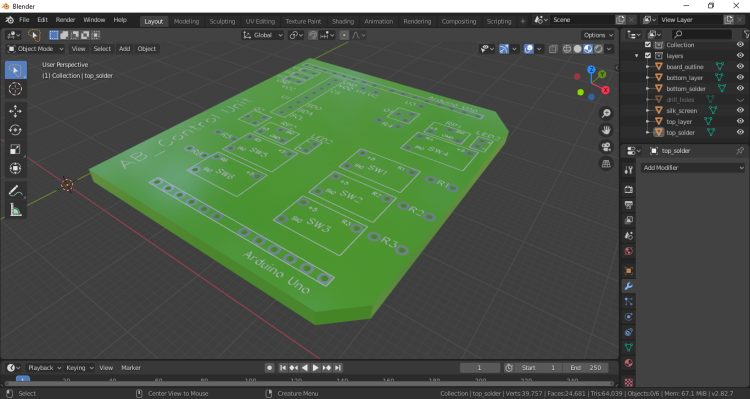 Blender
File Edit Render Window Help Layout Modeling Sculpting UV Editing Texture Paint Shading Animation Rendering Compositing Scripting + Scene View Layer
Global Options
Object Mode View Select Add Object
User Perspective
(1) Collection | top_solder
Z
Y
X
AB_Control Unit
Arduino Uno
LED2
SW4
SW5
SW6
SW1
SW2
SW3
R1
R2
R3
Arduino Uno
Collection
layers
board_outline
bottom_layer
bottom_solder
drill_holes
silk_screen
top_layer
top_solder
top_solder
Add Modifier
Playback Keying View Marker 1 Start 1 End 250
1 20 40 60 80 100 120 140 160 180 200 220 240
Select Center View to Mouse Creature Menu Collection | top_solder | Verts:39,757 | Faces:24,681 | Tris:64,039 | Objects:0/6 | Mem: 67.1 MiB | v2.82.7